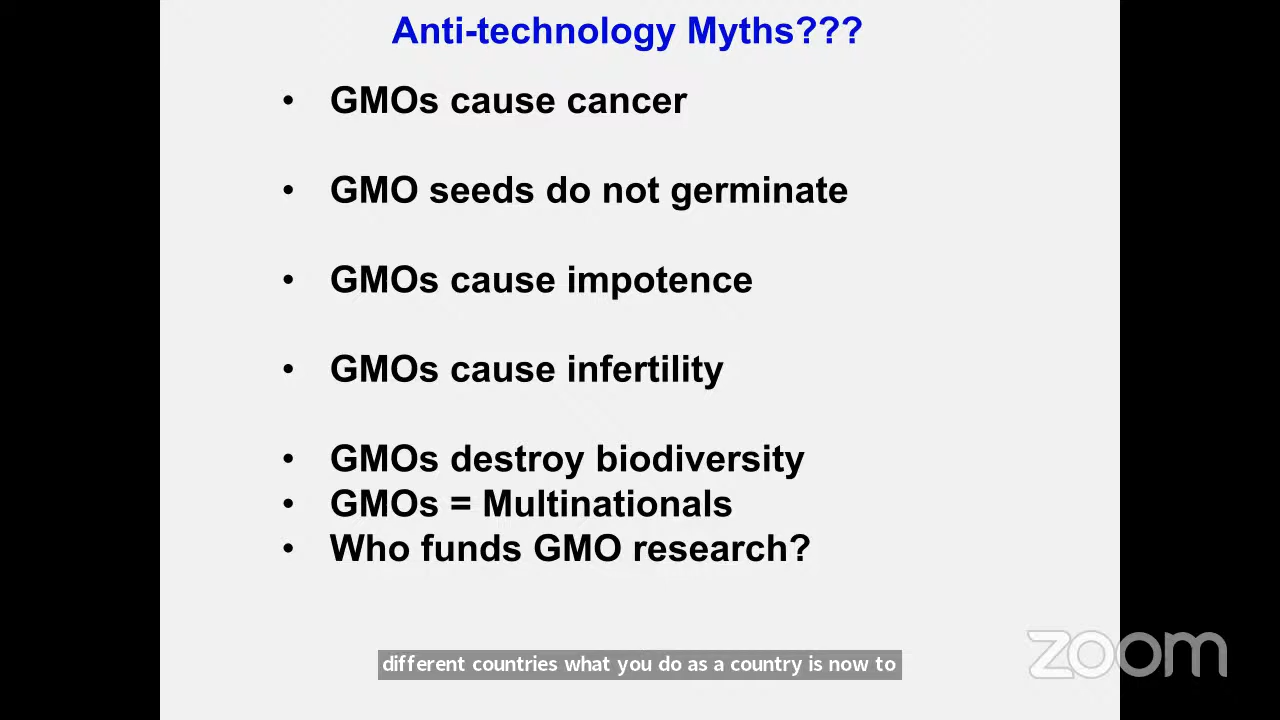 Anti-technology Myths???
• GMOs cause cancer
• GMO seeds do not germinate
• GMOs cause impotence
• GMOs cause infertility
• GMOs destroy biodiversity
• GMOs = Multinationals
• Who funds GMO research?
zoom
different countries what you do as a country is now to